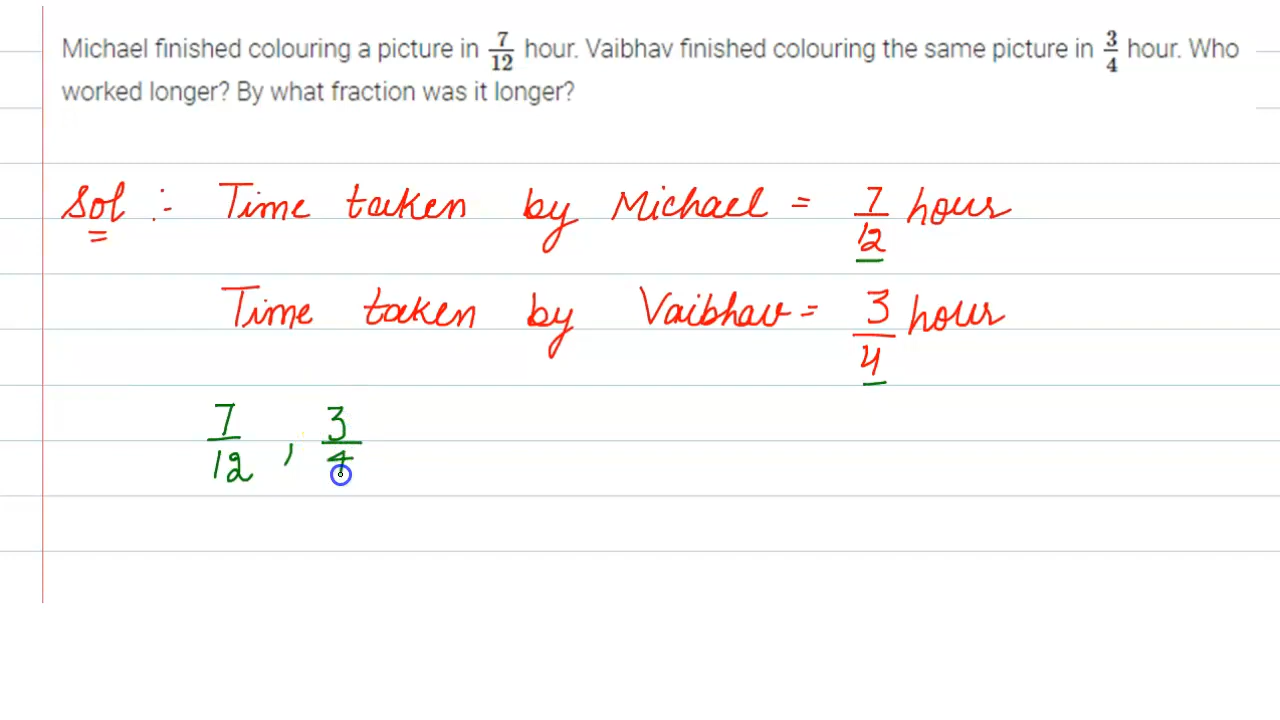 Michael finished colouring a picture in 7/12 hour. Vaibhav finished colouring the same picture in 3/4 hour. Who
worked longer? By what fraction was it longer?
Sol :- Time taken by Michael = 7/12 hour
Time taken by Vaibhav = 3/4 hour
7/12 , 3/4